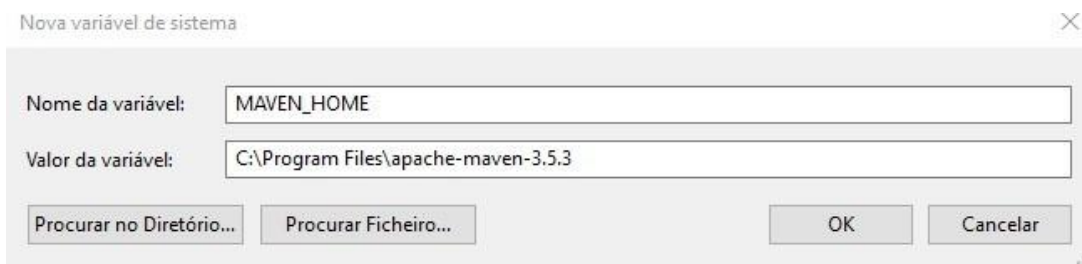 Nova variável de sistema
Nome da variável: MAVEN_HOME
Valor da variável: C:\Program Files\apache-maven-3.5.3
Procurar no Diretório... Procurar Ficheiro... OK Cancelar